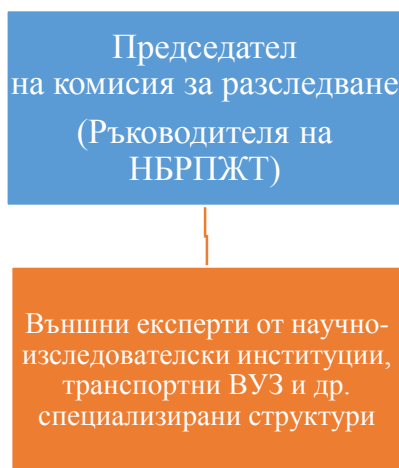 Председател
на комисия за разследване
(Ръководителя на
НБРПЖТ)
Външни експерти от научно-
изследователски институции,
транспортни ВУЗ и др.
специализирани структури